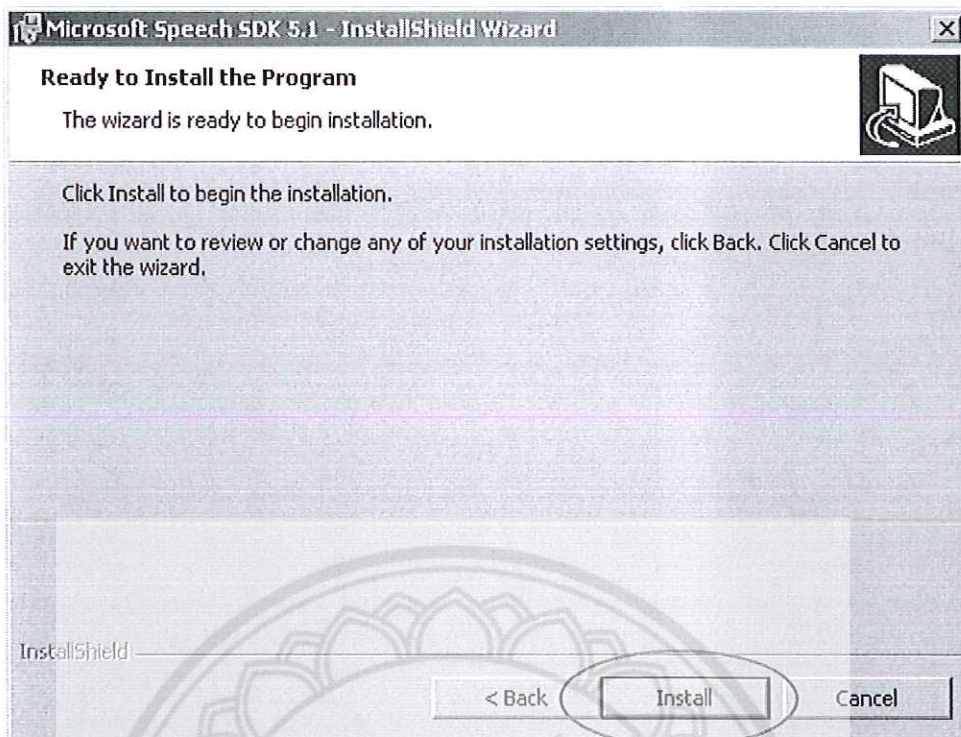 Microsoft Speech SDK 5.1 - InstallShield Wizard
Ready to Install the Program
The wizard is ready to begin installation.
Click Install to begin the installation.
If you want to review or change any of your installation settings, click Back. Click Cancel to
exit the wizard.
InstallShield
< Back Install Cancel